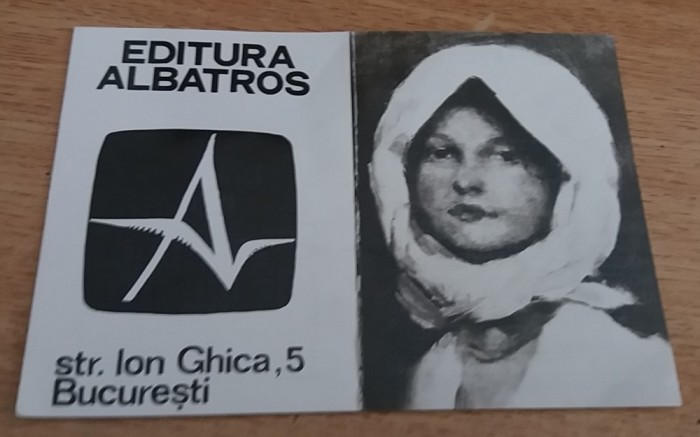 EDITURA
ALBATROS
str. Ion Ghica, 5
București